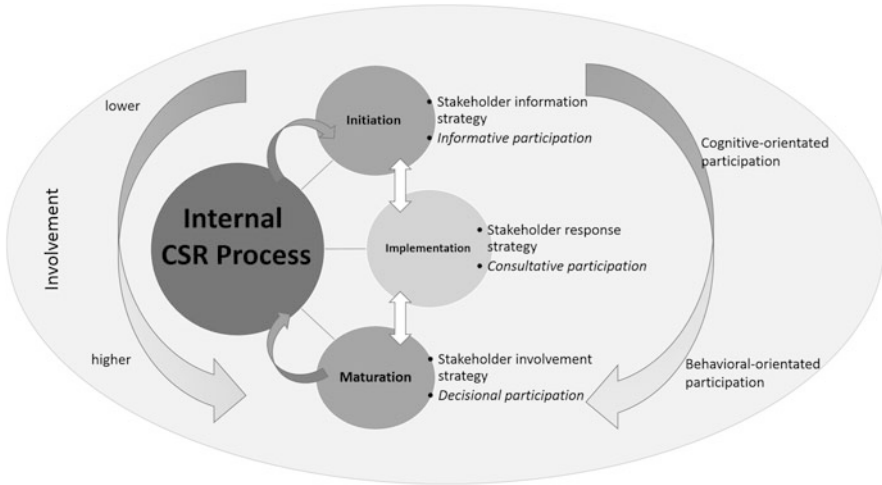 Involvement
lower
higher
Internal
CSR Process
Initiation
• Stakeholder information
strategy
• Informative participation
Implementation
• Stakeholder response
strategy
• Consultative participation
Maturation
• Stakeholder involvement
strategy
• Decisional participation
Cognitive-orientated
participation
Behavioral-orientated
participation